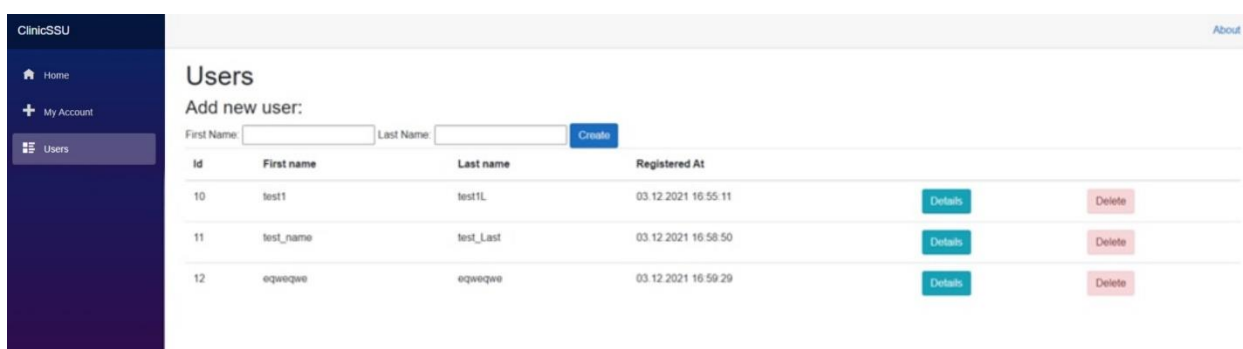 ClinicSSU
About
Home
My Account
Users
Users
Add new user:
First Name: Last Name: Create
Id First name Last name Registered At
10 test1 test1L 03.12.2021 16:55:11 Details Delete
11 test_name test_Last 03.12.2021 16:58:50 Details Delete
12 eqweqwe eqweqwe 03.12.2021 16:59:29 Details Delete